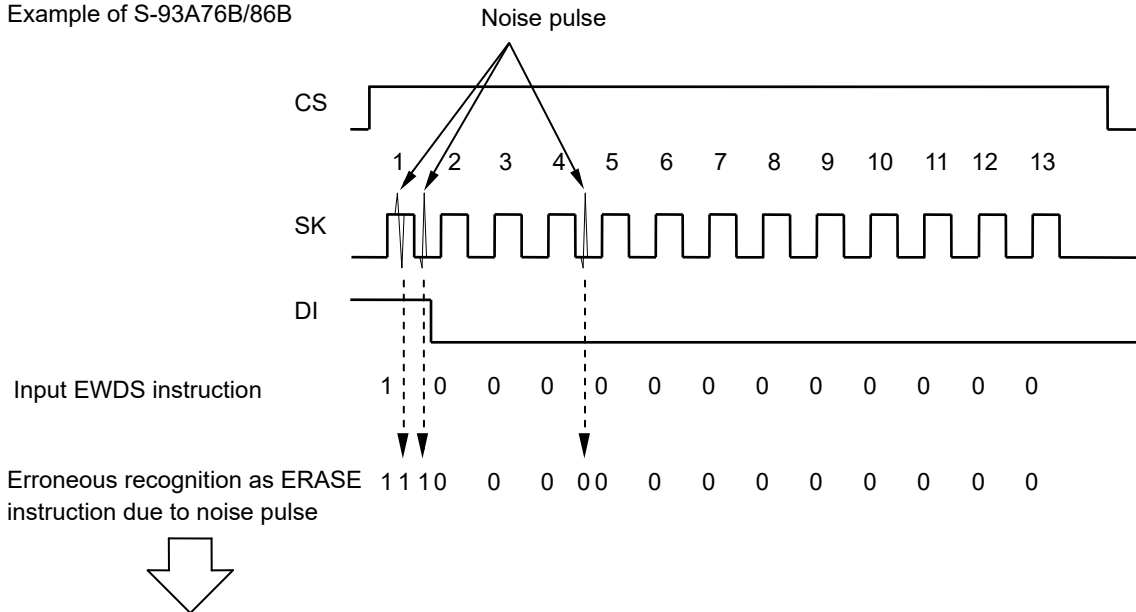 Example of S-93A76B/86B
Noise pulse
CS
1 2 3 4 5 6 7 8 9 10 11 12 13
SK
DI
Input EWDS instruction 1 0 0 0 0 0 0 0 0 0 0 0 0
Erroneous recognition as ERASE 1 1 1 0 0 0 0 0 0 0 0 0 0 0 0 0
instruction due to noise pulse